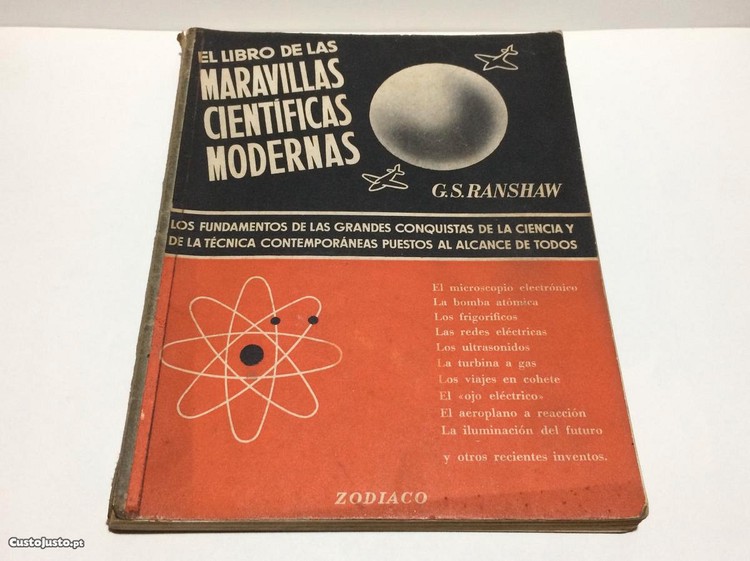 EL LIBRO DE LAS
MARAVILLAS
CIENTÍFICAS
MODERNAS
G.S. RANSHAW
LOS FUNDAMENTOS DE LAS GRANDES CONQUISTAS DE LA CIENCIA Y
DE LA TÉCNICA CONTEMPORÁNEAS PUESTOS AL ALCANCE DE TODOS
El microscopio electrónico
La bomba atómica
Los frigoríficos
Las redes eléctricas
Los ultrasonidos
La turbina a gas
Los viajes en cohete
El «ojo eléctrico»
El aeroplano a reacción
La iluminación del futuro
y otros recientes inventos.
ZODIACO
CustoJusto.pt